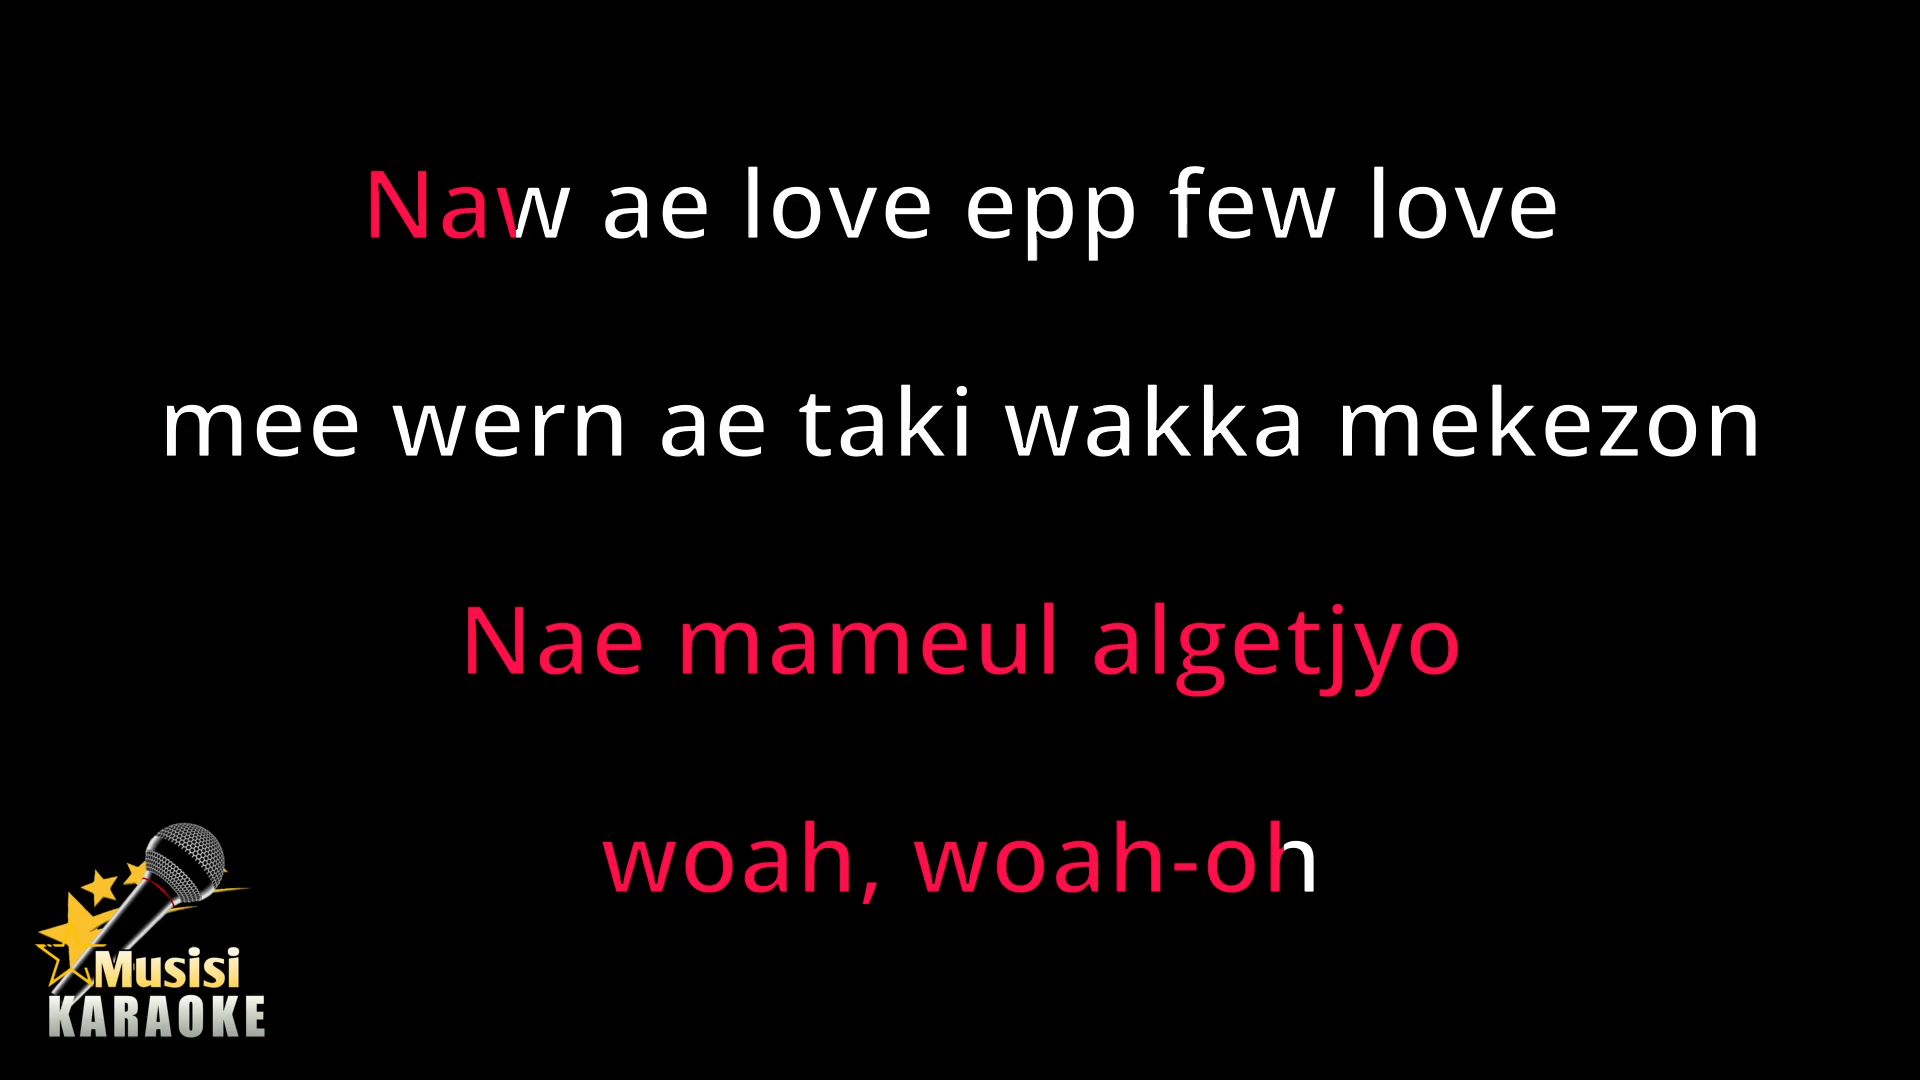 Naw ae love epp few love
mee wern ae taki wakka mekezon
Nae mameul algetjyo
woah, woah-oh
Musisi
KARAOKE